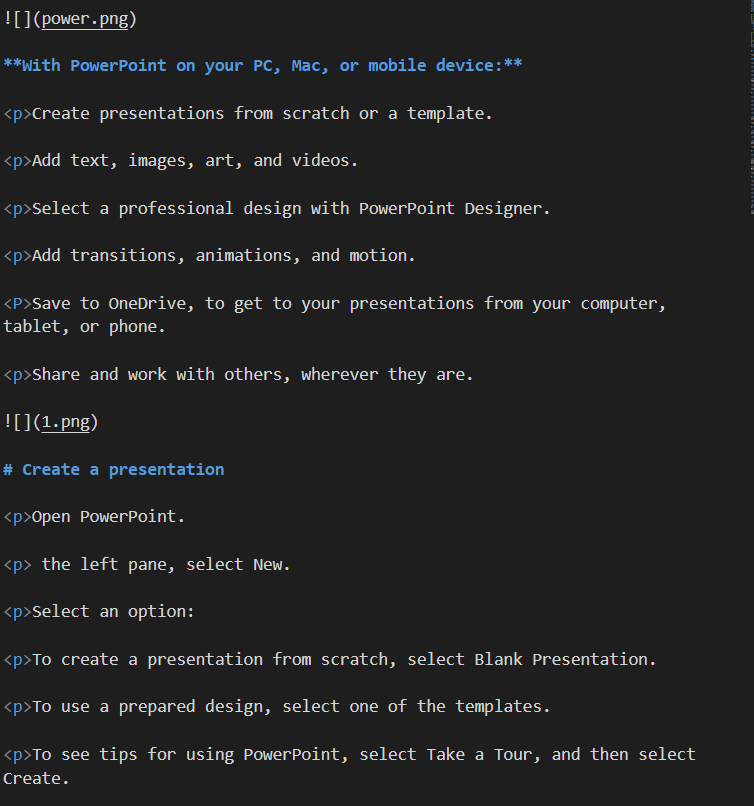 ![](power.png)
**With PowerPoint on your PC, Mac, or mobile device:**
<p>Create presentations from scratch or a template.
<p>Add text, images, art, and videos.
<p>Select a professional design with PowerPoint Designer.
<p>Add transitions, animations, and motion.
<P>Save to OneDrive, to get to your presentations from your computer,
tablet, or phone.
<p>Share and work with others, wherever they are.
![](1.png)
# Create a presentation
<p>Open PowerPoint.
<p> the left pane, select New.
<p>Select an option:
<p>To create a presentation from scratch, select Blank Presentation.
<p>To use a prepared design, select one of the templates.
<p>To see tips for using PowerPoint, select Take a Tour, and then select
Create.